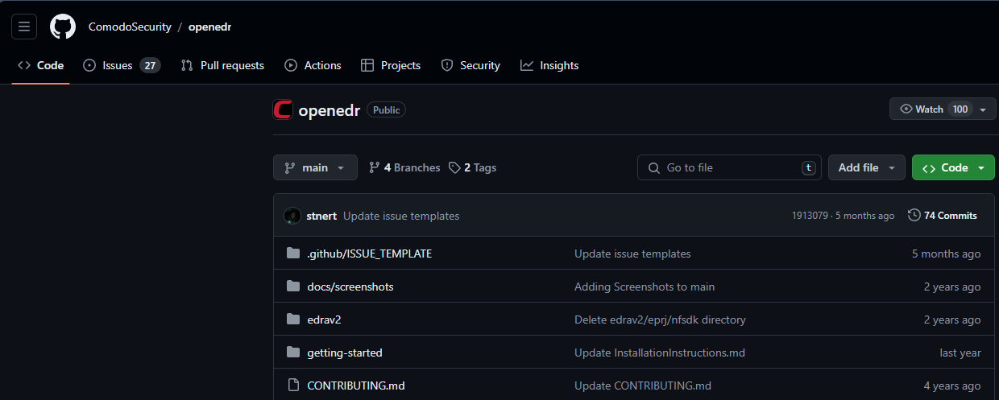 ComodoSecurity / openedr
Code Issues 27 Pull requests Actions Projects Security Insights
openedr Public Watch 100
main 4 Branches 2 Tags Go to file t Add file Code
stnert Update issue templates 1913079 · 5 months ago 74 Commits
.github/ISSUE_TEMPLATE Update issue templates 5 months ago
docs/screenshots Adding Screenshots to main 2 years ago
edrav2 Delete edrav2/eprj/nfsdk directory 2 years ago
getting-started Update InstallationInstructions.md last year
CONTRIBUTING.md Update CONTRIBUTING.md 4 years ago